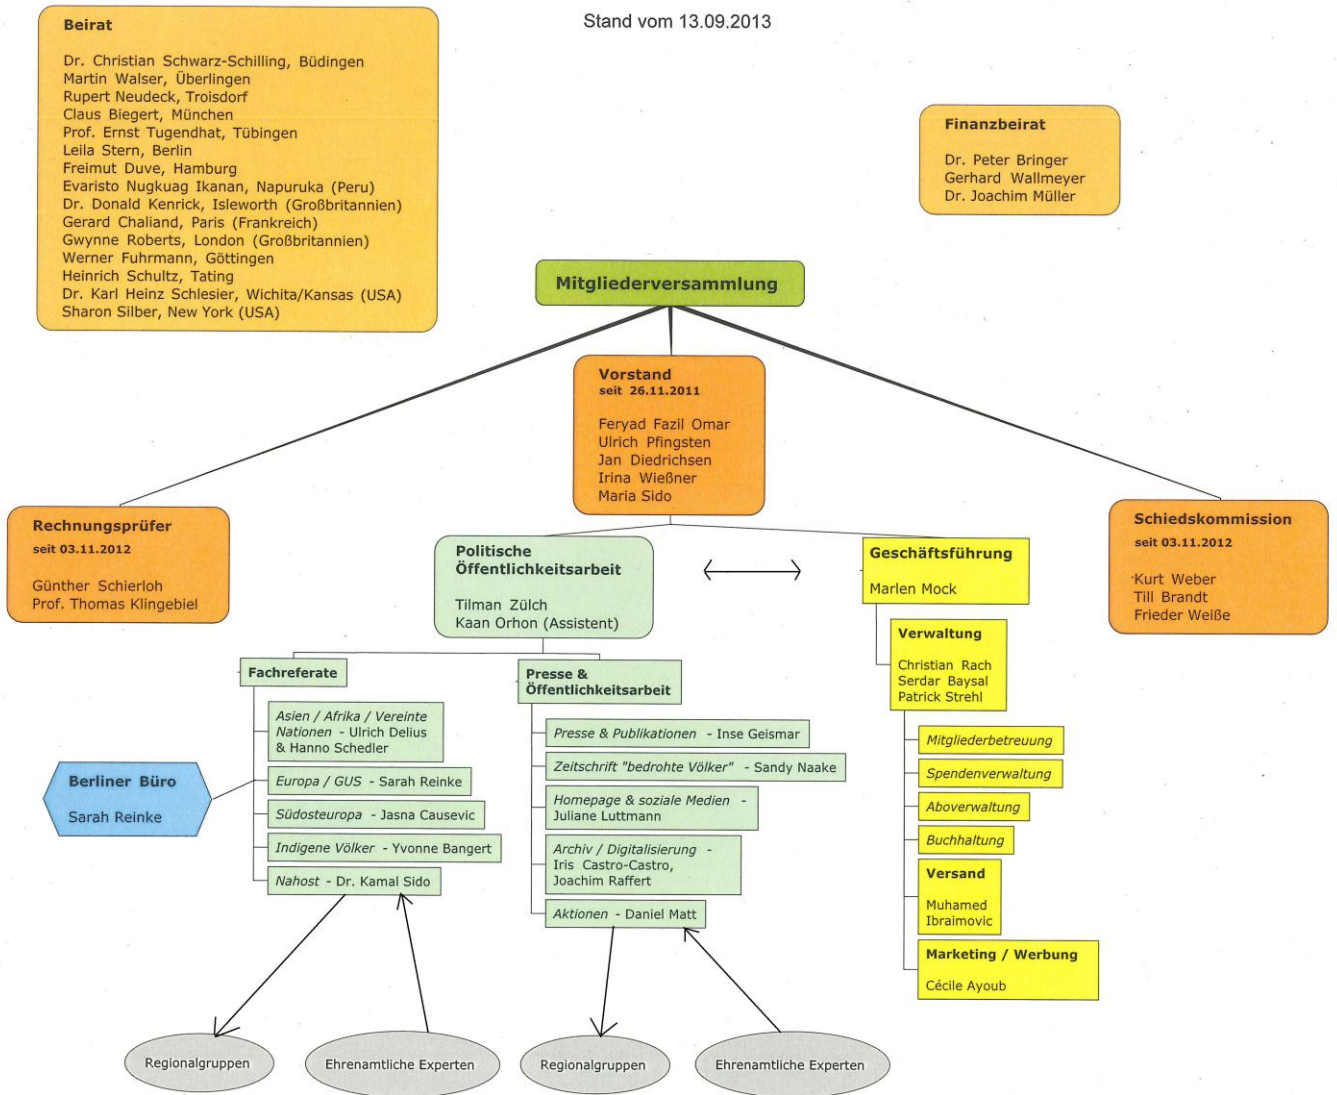 Stand vom 13.09.2013
Beirat
Dr. Christian Schwarz-Schilling, Büdingen
Martin Walser, Überlingen
Rupert Neudeck, Troisdorf
Claus Biegert, München
Prof. Ernst Tugendhat, Tübingen
Leila Stern, Berlin
Freimut Duve, Hamburg
Evaristo Nugkuag Ikanan, Napuruka (Peru)
Dr. Donald Kenrick, Isleworth (Großbritannien)
Gerard Chaliand, Paris (Frankreich)
Gwynne Roberts, London (Großbritannien)
Werner Fuhrmann, Göttingen
Heinrich Schultz, Tating
Dr. Karl Heinz Schlesier, Wichita/Kansas (USA)
Sharon Silber, New York (USA)
Finanzbeirat
Dr. Peter Bringer
Gerhard Wallmeyer
Dr. Joachim Müller
Mitgliederversammlung
Vorstand
seit 26.11.2011
Feryad Fazil Omar
Ulrich Pfingsten
Jan Diedrichsen
Irina Wießner
Maria Sido
Rechnungsprüfer
seit 03.11.2012
Günther Schierloh
Prof. Thomas Klingebiel
Schiedskommission
seit 03.11.2012
Kurt Weber
Till Brandt
Frieder Weiße
Politische
Öffentlichkeitsarbeit
Tilman Zülch
Kaan Orhon (Assistent)
Geschäftsführung
Marlen Mock
Verwaltung
Christian Rach
Serdar Baysal
Patrick Strehl
Mitgliederbetreuung
Spendenverwaltung
Aboverwaltung
Buchhaltung
Versand
Muhamed
Ibraimovic
Marketing / Werbung
Cécile Ayoub
Fachreferate
Asien / Afrika / Vereinte
Nationen - Ulrich Delius
& Hanno Schedler
Europa / GUS - Sarah Reinke
Südosteuropa - Jasna Causevic
Indigene Völker - Yvonne Bangert
Nahost - Dr. Kamal Sido
Berliner Büro
Sarah Reinke
Presse &
Öffentlichkeitsarbeit
Presse & Publikationen - Inse Geismar
Zeitschrift "bedrohte Völker" - Sandy Naake
Homepage & soziale Medien -
Juliane Luttmann
Archiv / Digitalisierung -
Iris Castro-Castro,
Joachim Raffert
Aktionen - Daniel Matt
Regionalgruppen
Ehrenamtliche Experten
Regionalgruppen
Ehrenamtliche Experten